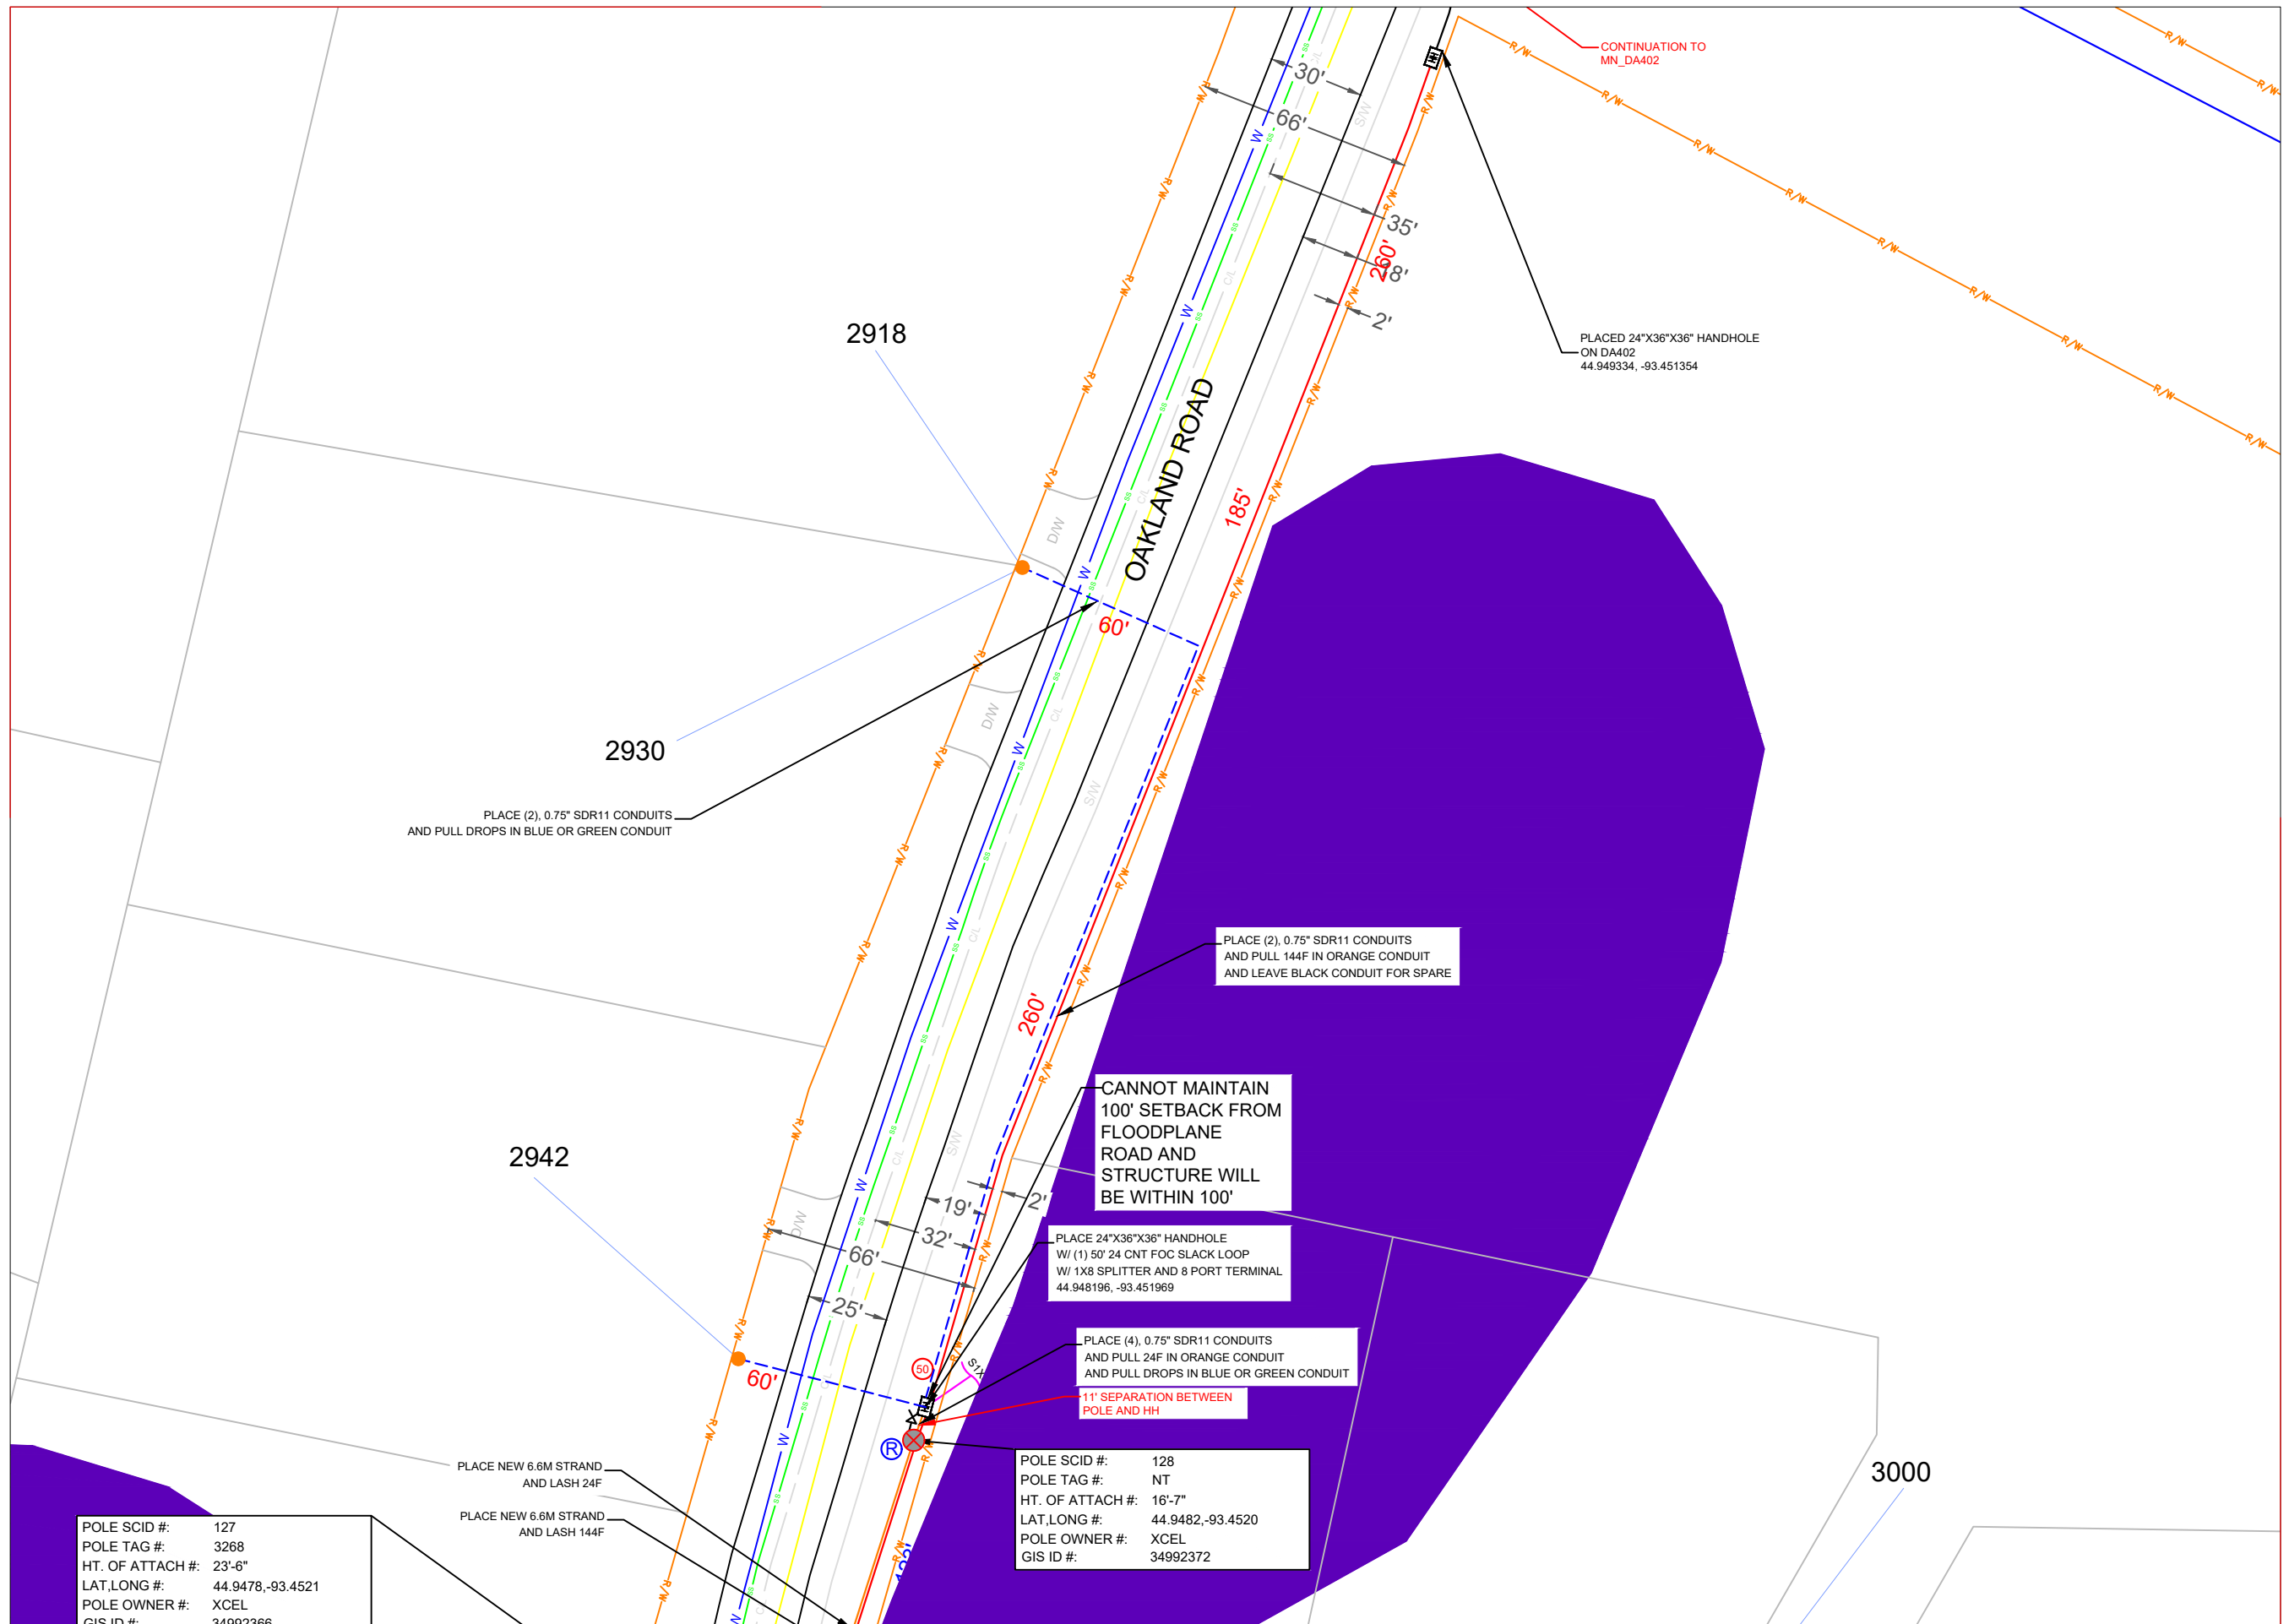 CONTINUATION TO
MN_DA402
R/W
R/W
R/W
R/W
R/W
R/W
R/W
R/W
R/W
R/W
R/W
30'
66'
35'
260'
18'
2'
S/W
C/L
SS
W
PLACED 24"X36"X36" HANDHOLE
ON DA402
44.949334, -93.451354
2918
OAKLAND ROAD
185'
D/W
60'
2930
D/W
PLACE (2), 0.75" SDR11 CONDUITS
AND PULL DROPS IN BLUE OR GREEN CONDUIT
S/W
C/L
PLACE (2), 0.75" SDR11 CONDUITS
AND PULL 144F IN ORANGE CONDUIT
AND LEAVE BLACK CONDUIT FOR SPARE
260'
CANNOT MAINTAIN
100' SETBACK FROM
FLOODPLANE
ROAD AND
STRUCTURE WILL
BE WITHIN 100'
2942
S/W
C/L
D/W
19'
2'
32'
66'
25'
PLACE 24"X36"X36" HANDHOLE
W/ (1) 50' 24 CNT FOC SLACK LOOP
W/ 1X8 SPLITTER AND 8 PORT TERMINAL
44.948196, -93.451969
PLACE (4), 0.75" SDR11 CONDUITS
AND PULL 24F IN ORANGE CONDUIT
AND PULL DROPS IN BLUE OR GREEN CONDUIT
60'
50
11' SEPARATION BETWEEN
POLE AND HH
R
PLACE NEW 6.6M STRAND
AND LASH 24F
PLACE NEW 6.6M STRAND
AND LASH 144F
POLE SCID #: 128
POLE TAG #: NT
HT. OF ATTACH #: 16'-7"
LAT,LONG #: 44.9482,-93.4520
POLE OWNER #: XCEL
GIS ID #: 34992372
3000
POLE SCID #: 127
POLE TAG #: 3268
HT. OF ATTACH #: 23'-6"
LAT,LONG #: 44.9478,-93.4521
POLE OWNER #: XCEL
GIS ID #: 34992366